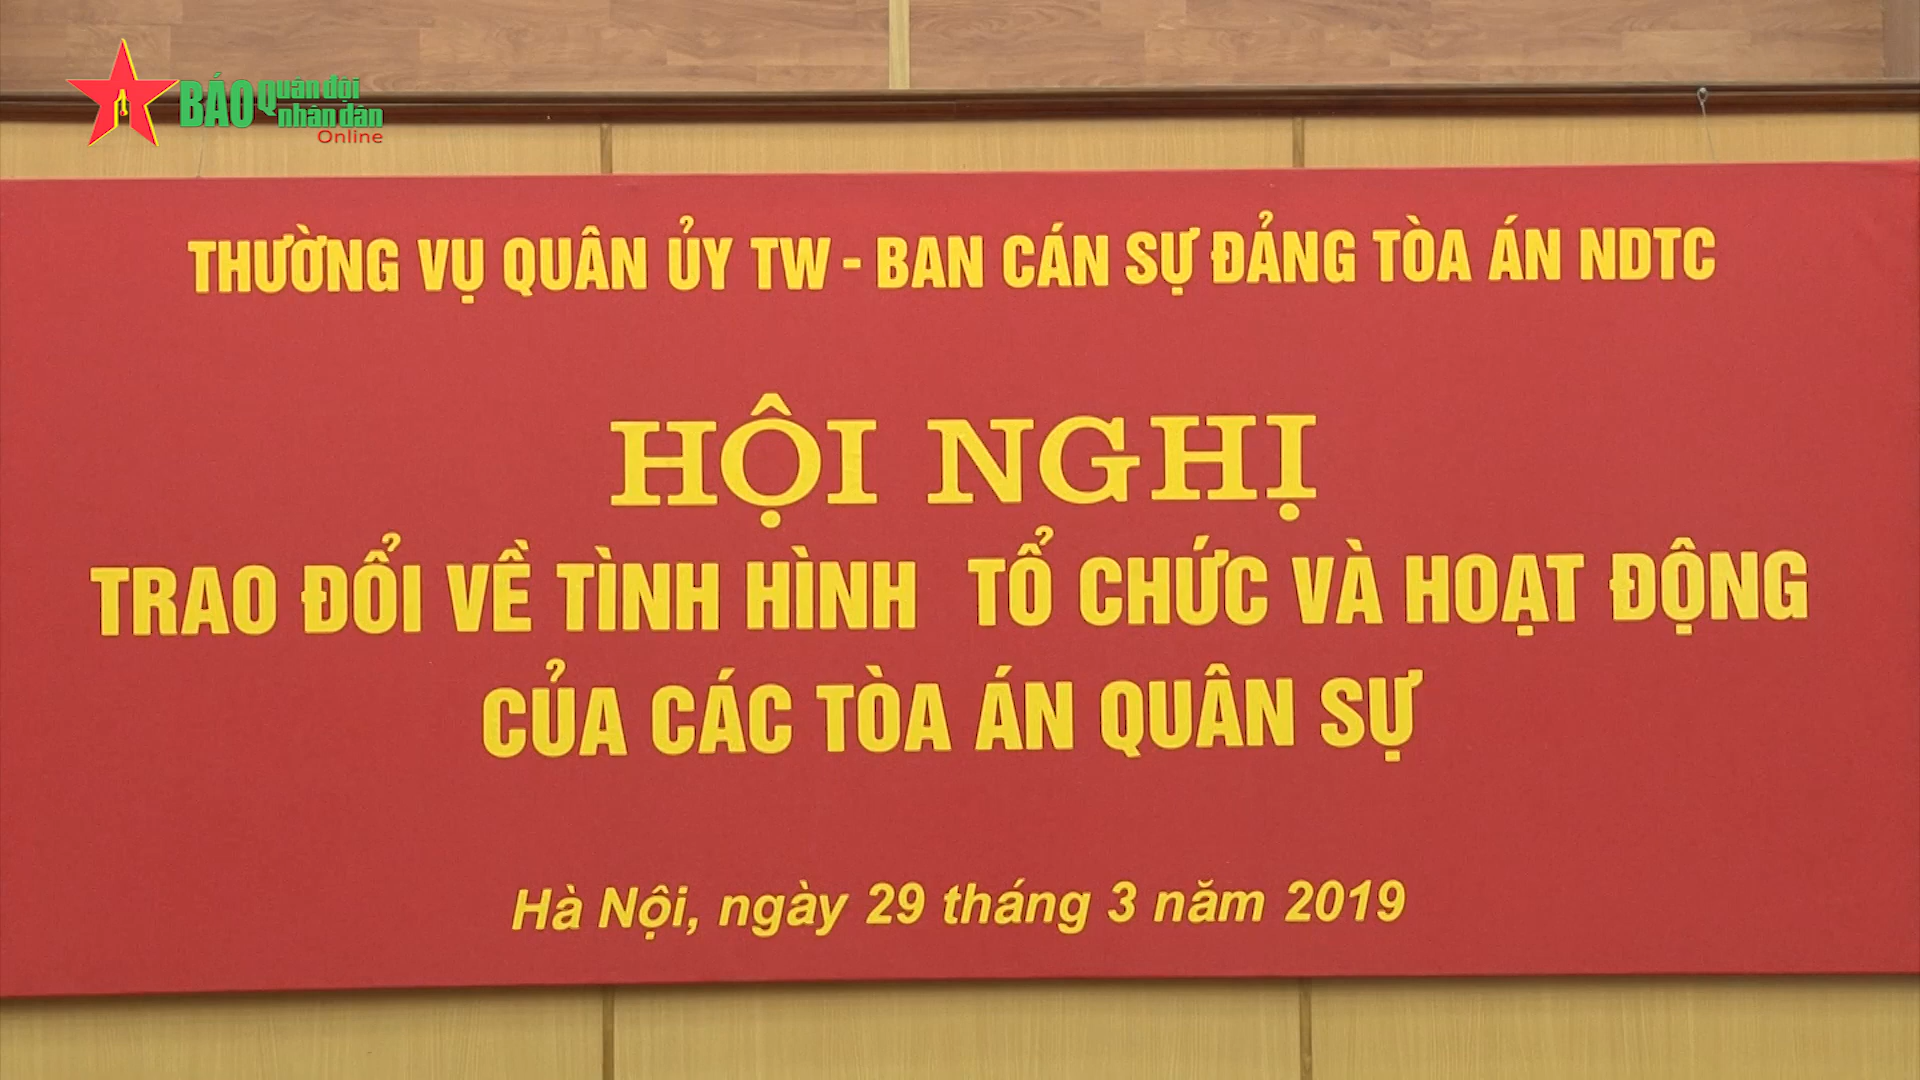 BÁO Quân đội
nhân dân
Online
THƯỜNG VỤ QUÂN ỦY TW - BAN CÁN SỰ ĐẢNG TÒA ÁN NDTC
HỘI NGHỊ
TRAO ĐỔI VỀ TÌNH HÌNH TỔ CHỨC VÀ HOẠT ĐỘNG
CỦA CÁC TÒA ÁN QUÂN SỰ
Hà Nội, ngày 29 tháng 3 năm 2019